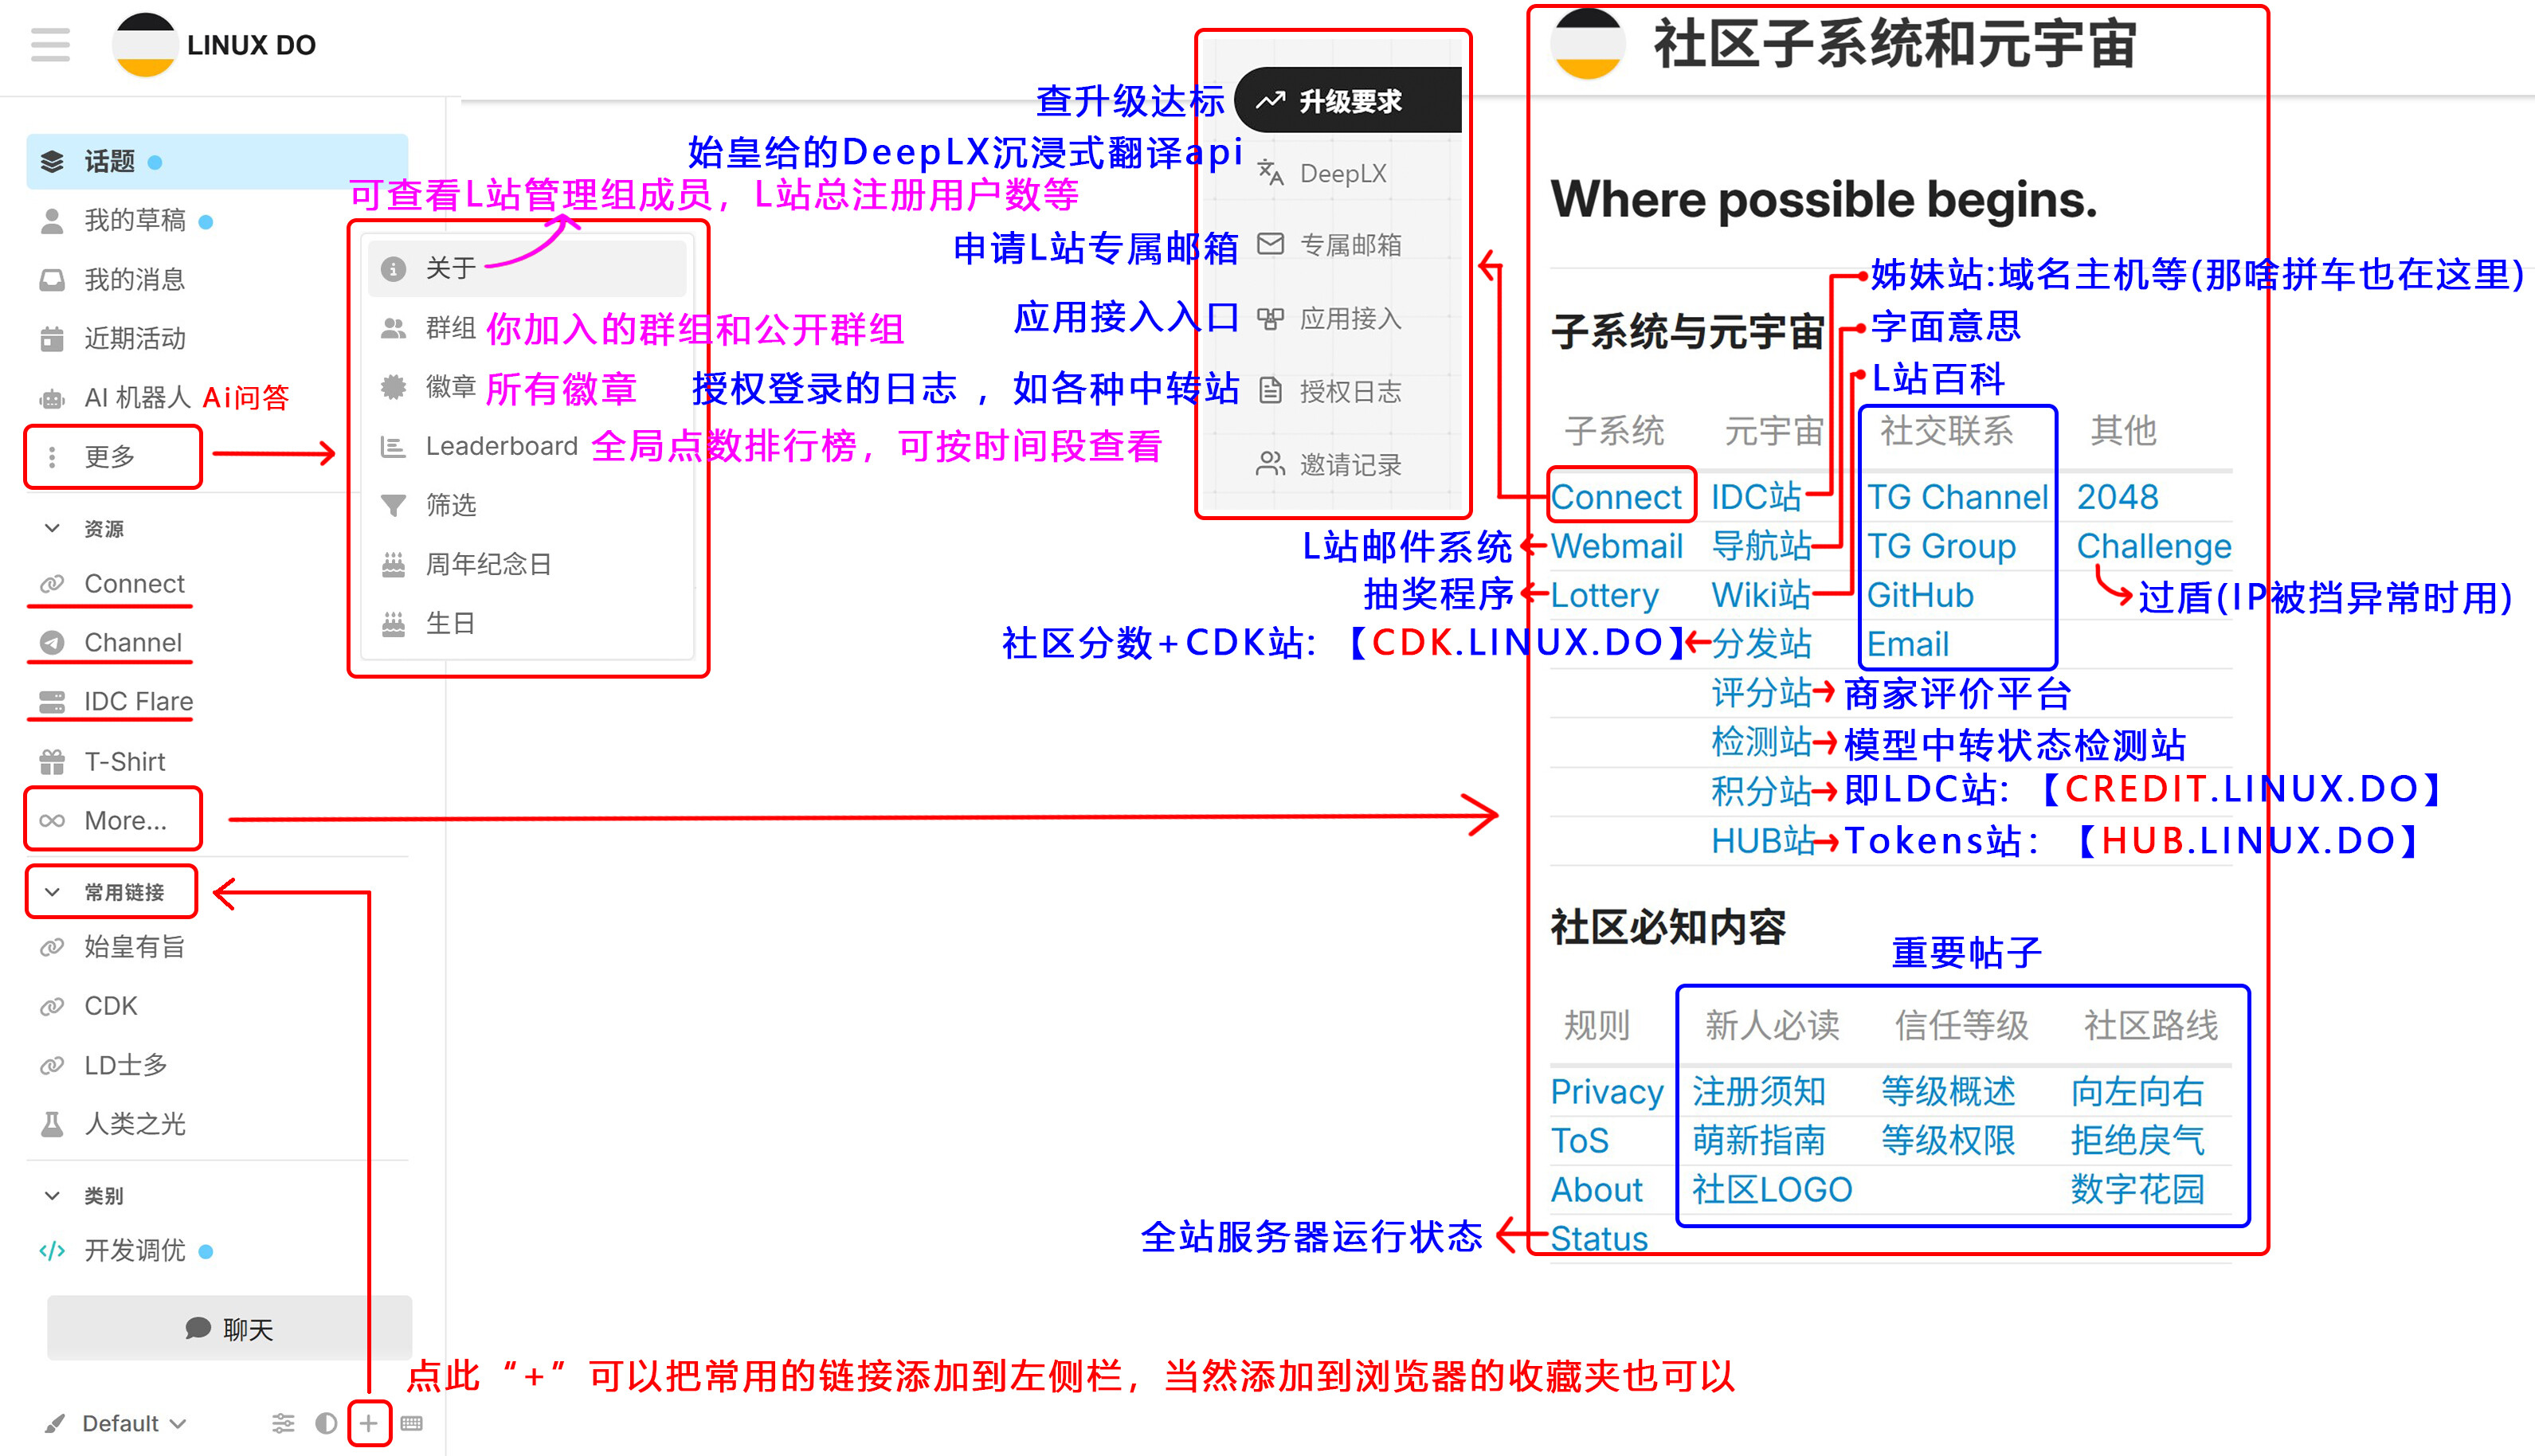 LINUX DO
话题
我的草稿
我的消息
近期活动
AI 机器人 Ai问答
更多
资源
Connect
Channel
IDC Flare
T-Shirt
More...
常用链接
始皇有旨
CDK
LD士多
人类之光
类别
开发调优
聊天
Default
点此“+”可以把常用的链接添加到左侧栏，当然添加到浏览器的收藏夹也可以
可查看L站管理组成员，L站总注册用户数等
关于
群组 你加入的群组和公开群组
徽章 所有徽章
Leaderboard 全局点数排行榜，可按时间段查看
筛选
周年纪念日
生日
查升级达标 升级要求
始皇给的DeepLX沉浸式翻译api DeepLX
申请L站专属邮箱 专属邮箱
应用接入入口 应用接入
授权登录的日志，如各种中转站 授权日志
邀请记录
社区子系统和元宇宙
Where possible begins.
姊妹站:域名主机等(那啥拼车也在这里)
子系统与元宇宙
字面意思
L站百科
子系统 元宇宙 社交联系 其他
Connect IDC站 TG Channel 2048
L站邮件系统 Webmail 导航站 TG Group Challenge
抽奖程序 Lottery Wiki站 GitHub 过盾(IP被挡异常时用)
社区分数+CDK站:【CDK.LINUX.DO】 分发站 Email
评分站 商家评价平台
检测站 模型中转状态检测站
积分站 即LDC站:【CREDIT.LINUX.DO】
HUB站 Tokens站:【HUB.LINUX.DO】
社区必知内容
重要帖子
规则 新人必读 信任等级 社区路线
Privacy 注册须知 等级概述 向左向右
ToS 萌新指南 等级权限 拒绝戾气
About 社区LOGO 数字花园
全站服务器运行状态 Status